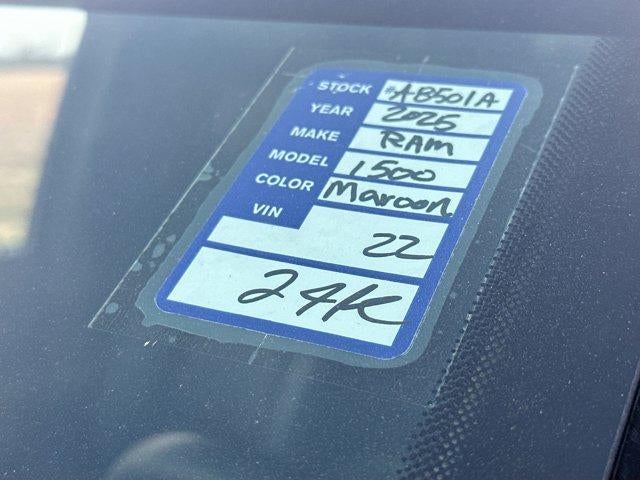 STOCK #AB501A
YEAR 2025
MAKE RAM
MODEL 1500
COLOR Maroon
VIN 22
24K